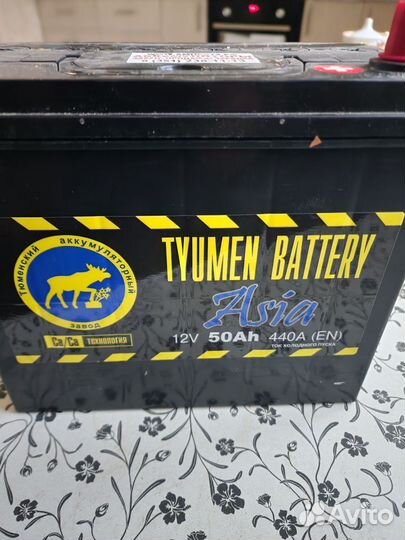 TYUMEN BATTERY
Asia
12V 50Ah 440A (EN)
ток холодного пуска
Тюменский аккумуляторный
завод
Ca/Ca технология
Avito